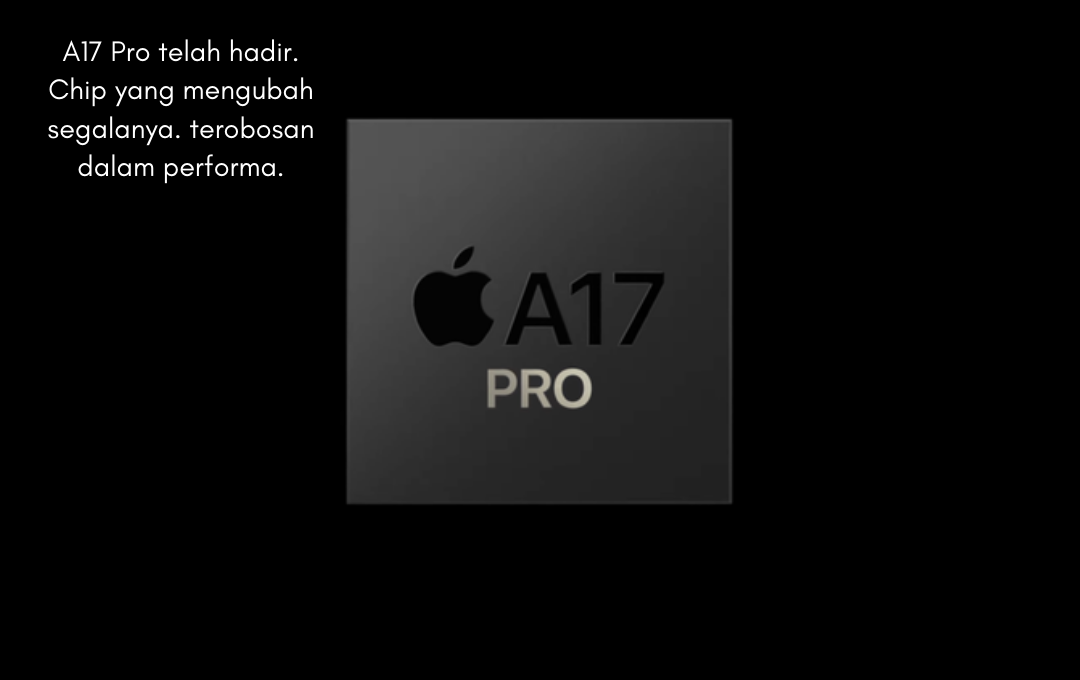 A17 Pro telah hadir.
Chip yang mengubah
segalanya. terobosan
dalam performa.
A17
PRO